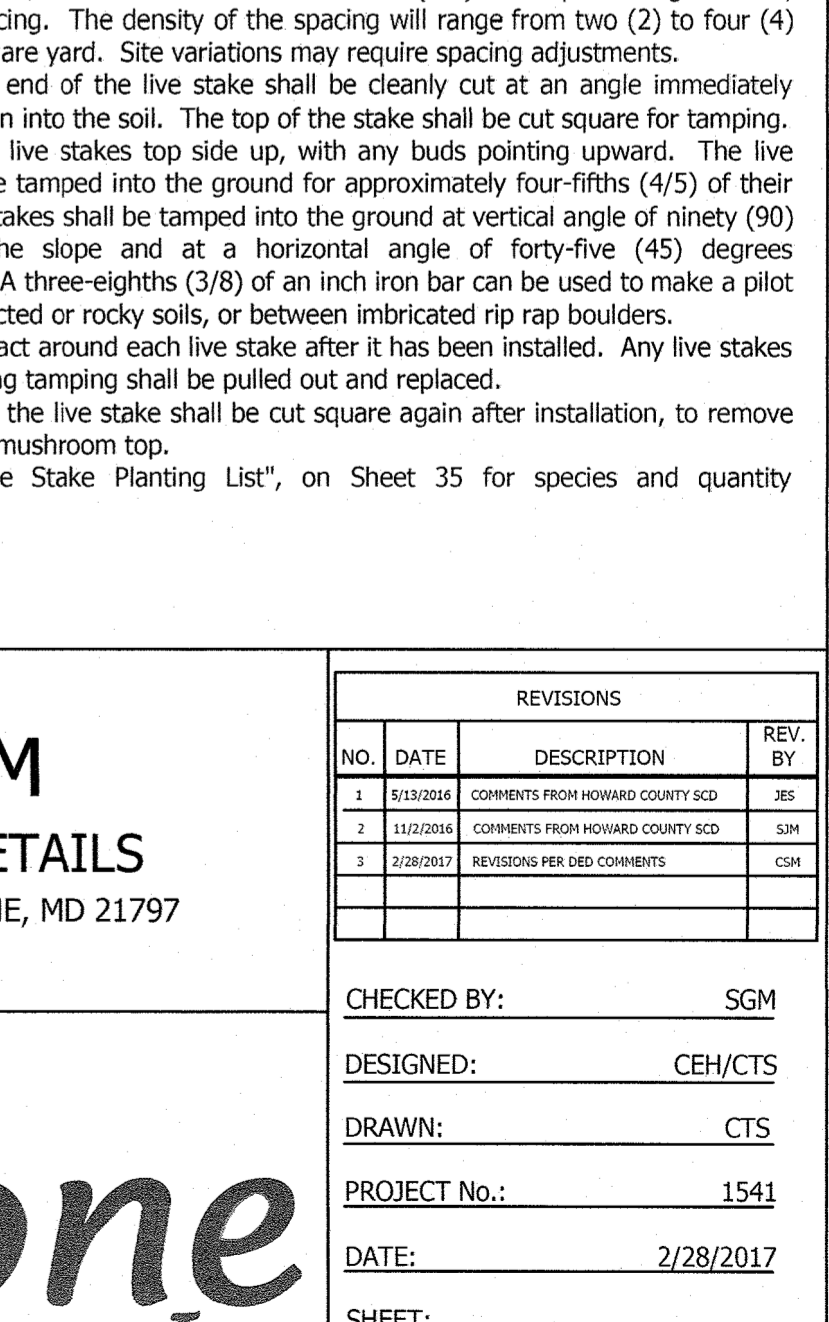 cing. The density of the spacing will range from two (2) to four (4)
are yard. Site variations may require spacing adjustments.
end of the live stake shall be cleanly cut at an angle immediately
n into the soil. The top of the stake shall be cut square for tamping.
live stakes top side up, with any buds pointing upward. The live
e tamped into the ground for approximately four-fifths (4/5) of their
takes shall be tamped into the ground at vertical angle of ninety (90)
he slope and at a horizontal angle of forty-five (45) degrees
A three-eighths (3/8) of an inch iron bar can be used to make a pilot
cted or rocky soils, or between imbricated rip rap boulders.
act around each live stake after it has been installed. Any live stakes
ng tamping shall be pulled out and replaced.
the live stake shall be cut square again after installation, to remove
mushroom top.
e Stake Planting List", on Sheet 35 for species and quantity
M
ETAILS
IE, MD 21797
one
REVISIONS
NO. DATE DESCRIPTION REV. BY
1 5/13/2016 COMMENTS FROM HOWARD COUNTY SCD JES
2 11/2/2016 COMMENTS FROM HOWARD COUNTY SCD SJM
3 2/28/2017 REVISIONS PER DED COMMENTS CSM
CHECKED BY: SGM
DESIGNED: CEH/CTS
DRAWN: CTS
PROJECT No.: 1541
DATE: 2/28/2017
SHEET: